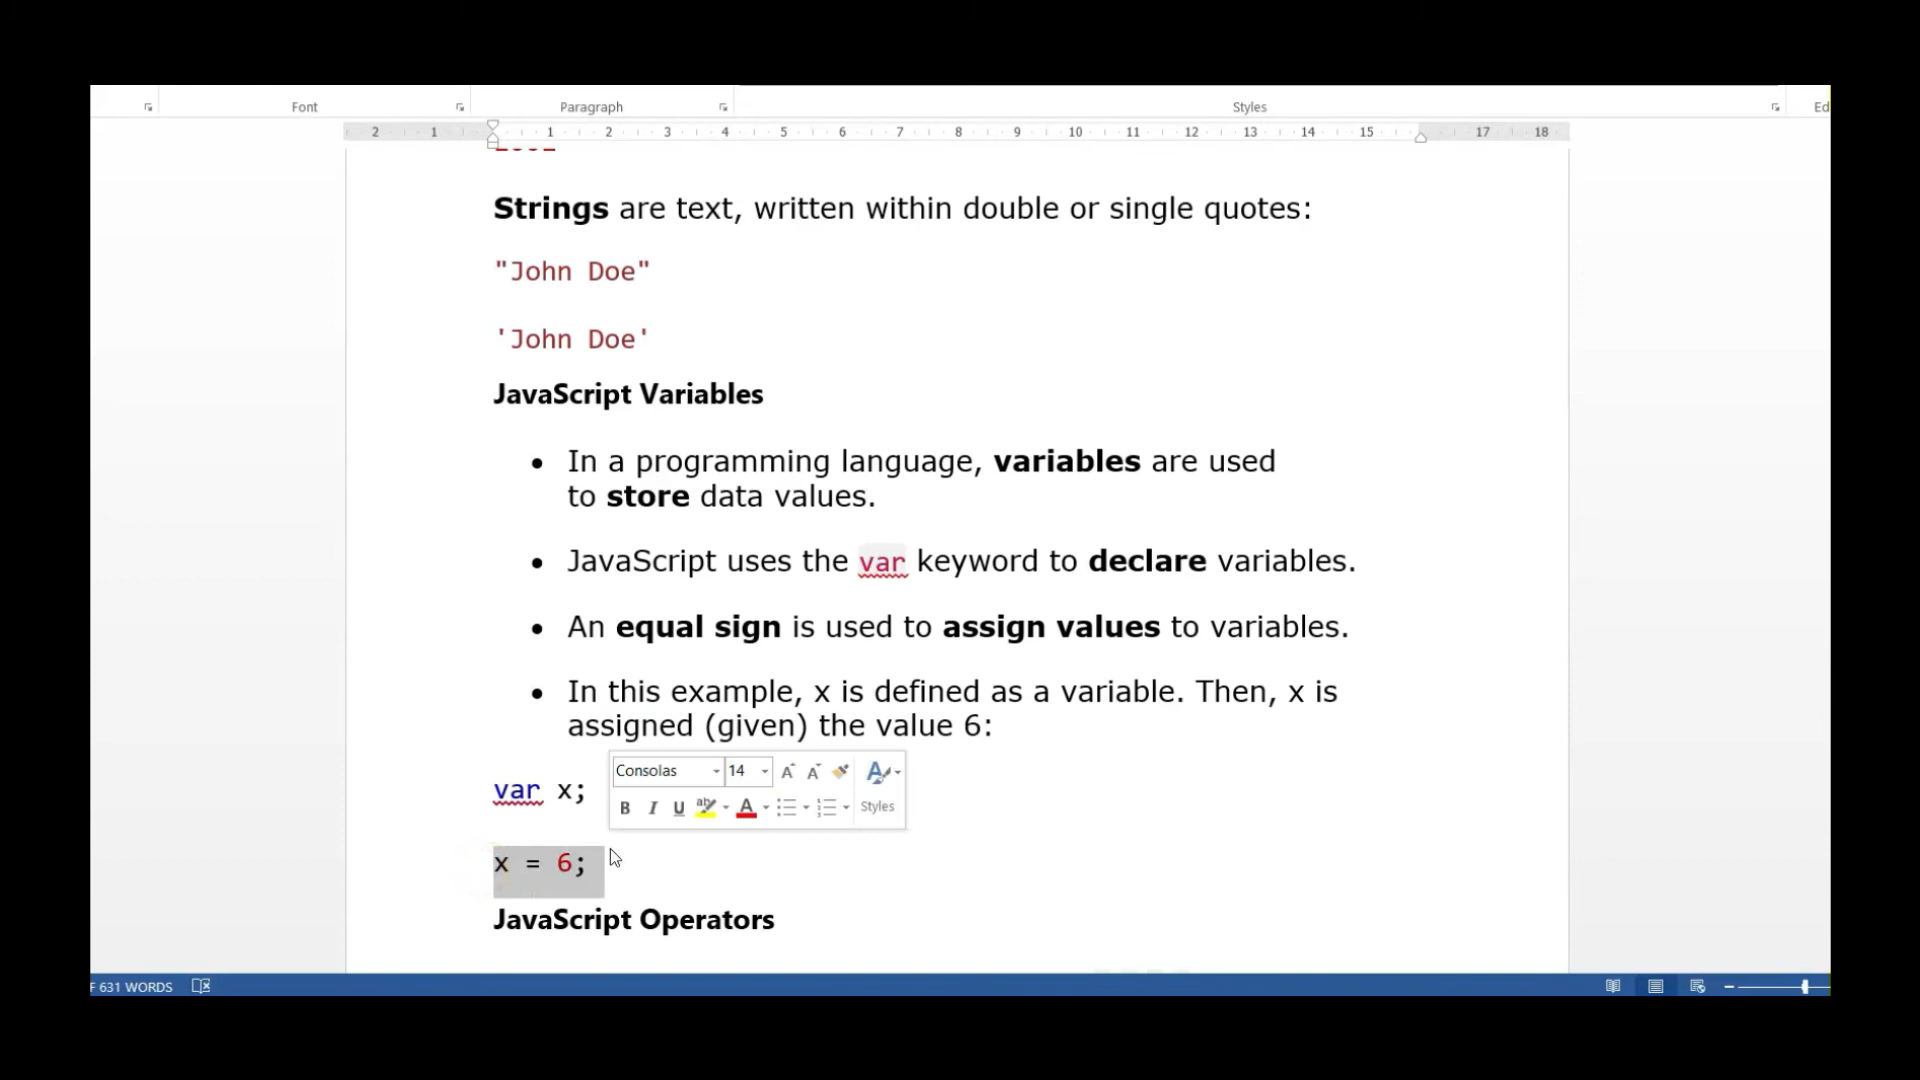 Font Paragraph Styles Ed
2 1 1 2 3 4 5 6 7 8 9 10 11 12 13 14 15 17 18
Strings are text, written within double or single quotes:
"John Doe"
'John Doe'
JavaScript Variables
• In a programming language, variables are used
to store data values.
• JavaScript uses the var keyword to declare variables.
• An equal sign is used to assign values to variables.
• In this example, x is defined as a variable. Then, x is
assigned (given) the value 6:
Consolas 14
var x;
B I U Styles
x = 6;
JavaScript Operators
F 631 WORDS